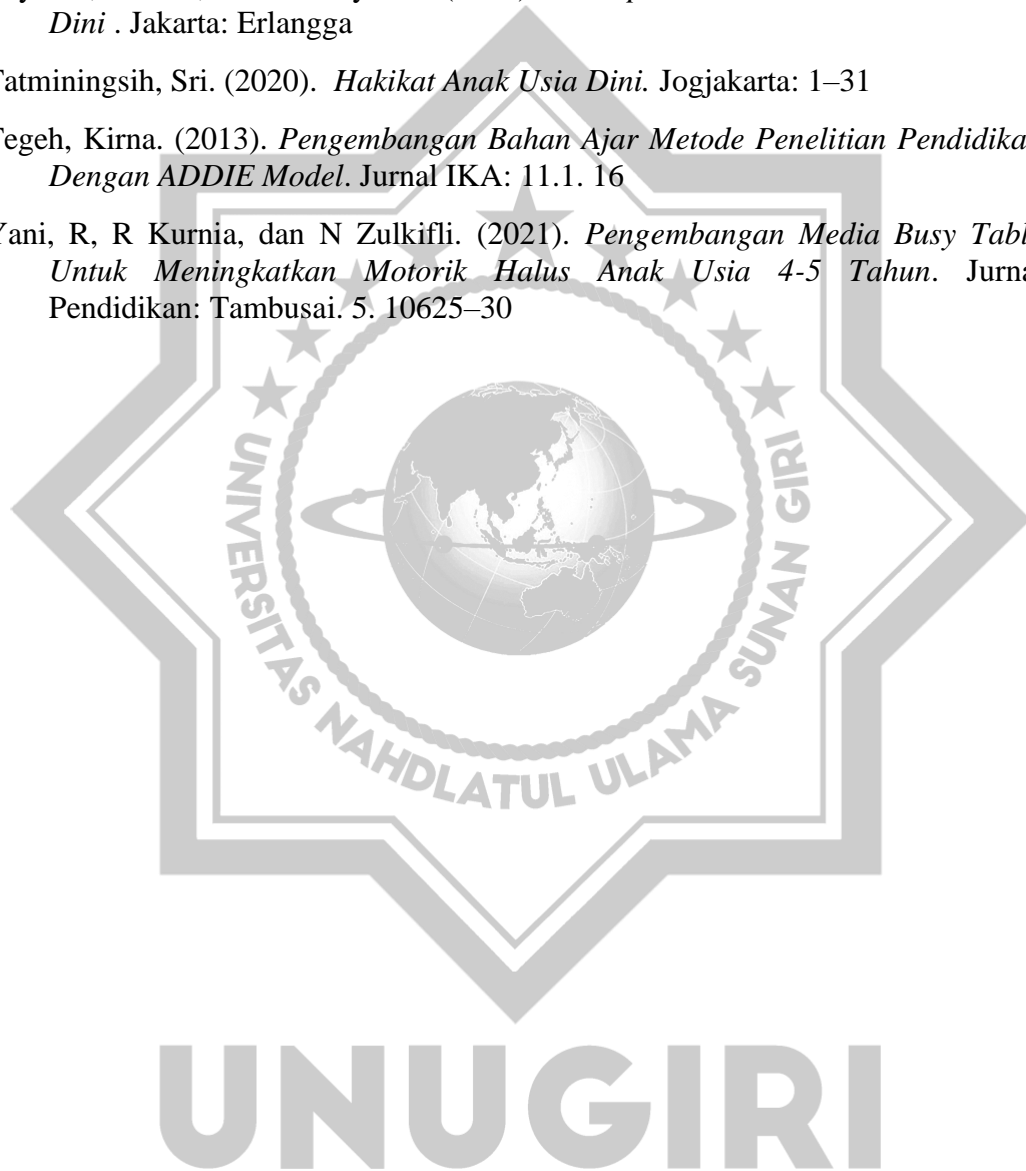 Dini . Jakarta: Erlangga
Tatminingsih, Sri. (2020). Hakikat Anak Usia Dini. Jogjakarta: 1–31
Tegeh, Kirna. (2013). Pengembangan Bahan Ajar Metode Penelitian Pendidika
Dengan ADDIE Model. Jurnal IKA: 11.1. 16
Yani, R, R Kurnia, dan N Zulkifli. (2021). Pengembangan Media Busy Tabl
Untuk Meningkatkan Motorik Halus Anak Usia 4-5 Tahun. Jurna
Pendidikan: Tambusai. 5. 10625–30
UNIVERSITAS NAHDLATUL ULAMA SUNAN GIRI
UNUGIRI